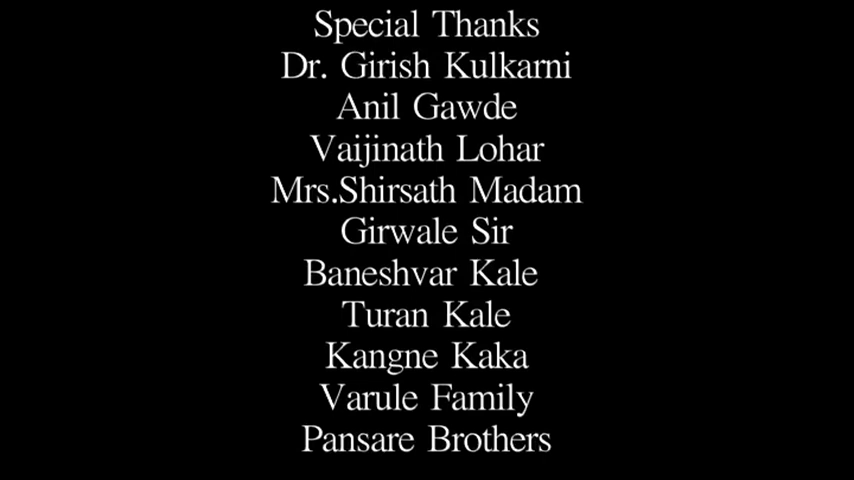 Special Thanks
Dr. Girish Kulkarni
Anil Gawde
Vaijinath Lohar
Mrs.Shirsath Madam
Girwale Sir
Baneshvar Kale
Turan Kale
Kangne Kaka
Varule Family
Pansare Brothers